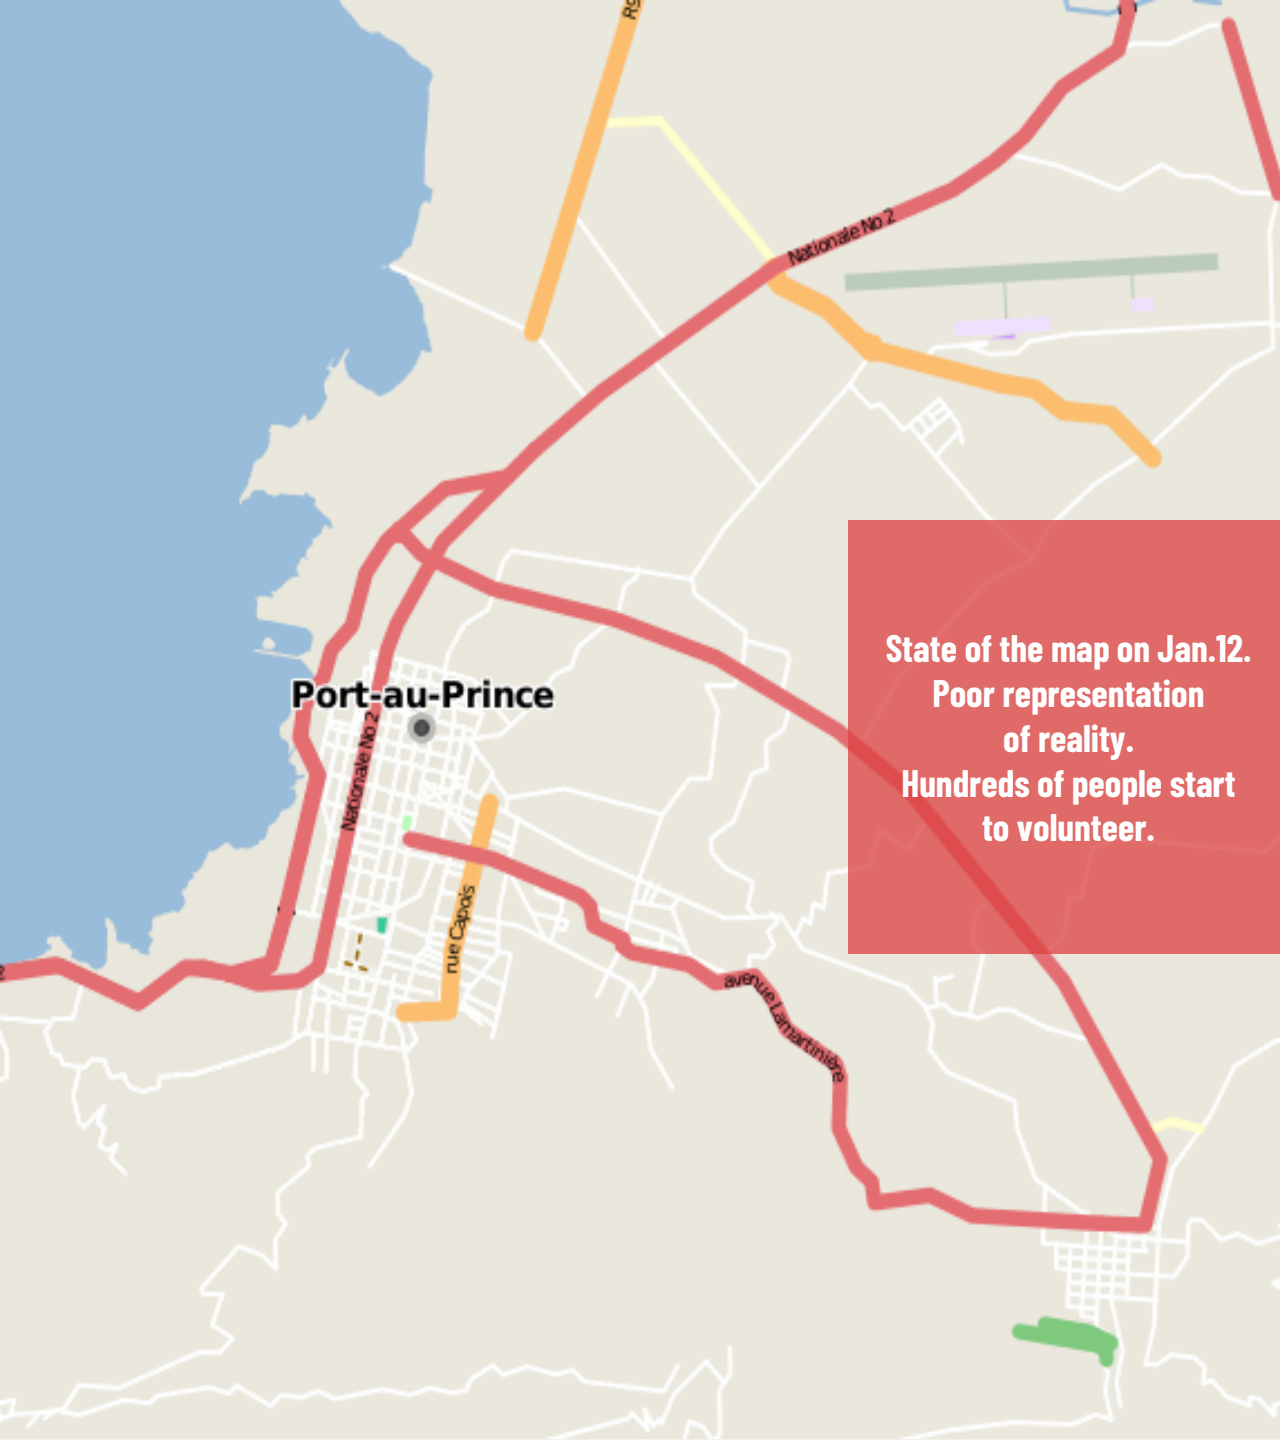 Nationale No 2
State of the map on Jan.12.
Poor representation
of reality.
Hundreds of people start
to volunteer.
Port-au-Prince
Nationale No 2
rue Capois
avenue Lamartinière